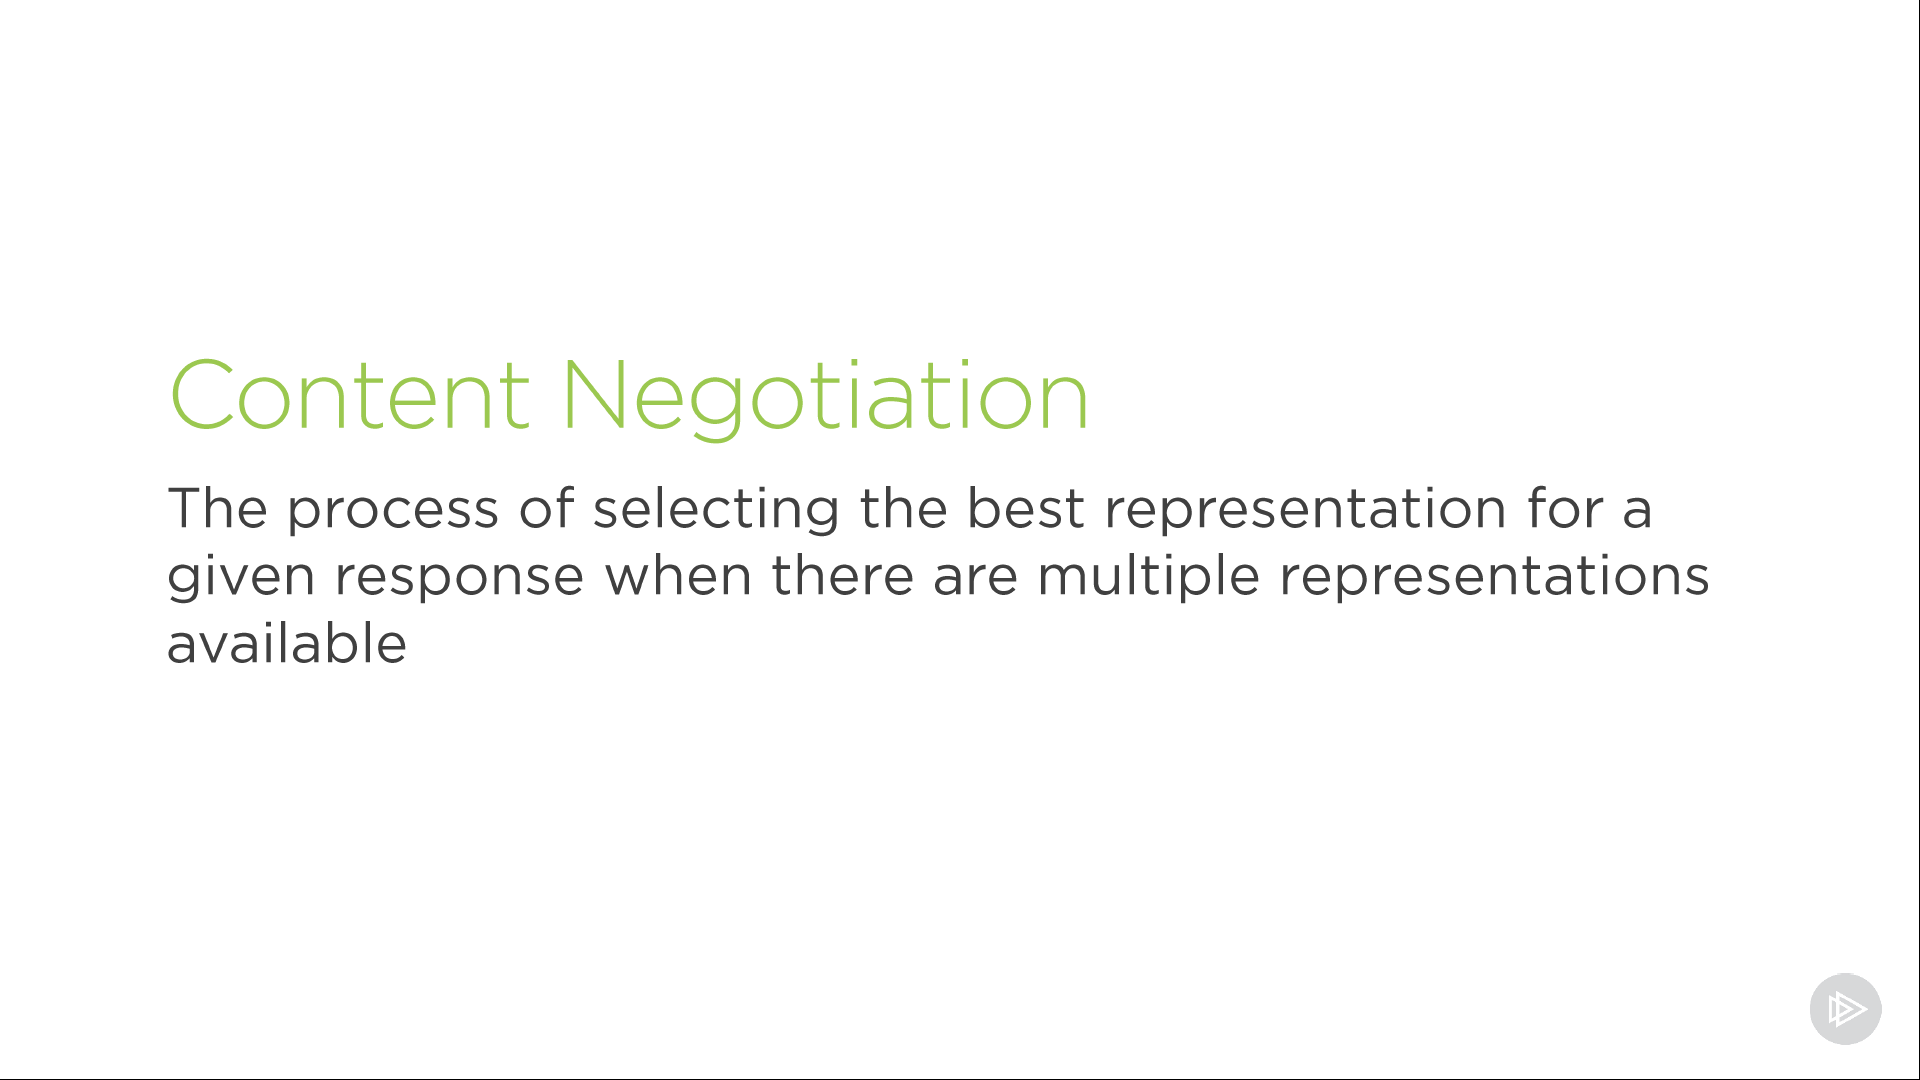 Content Negotiation
The process of selecting the best representation for a
given response when there are multiple representations
available